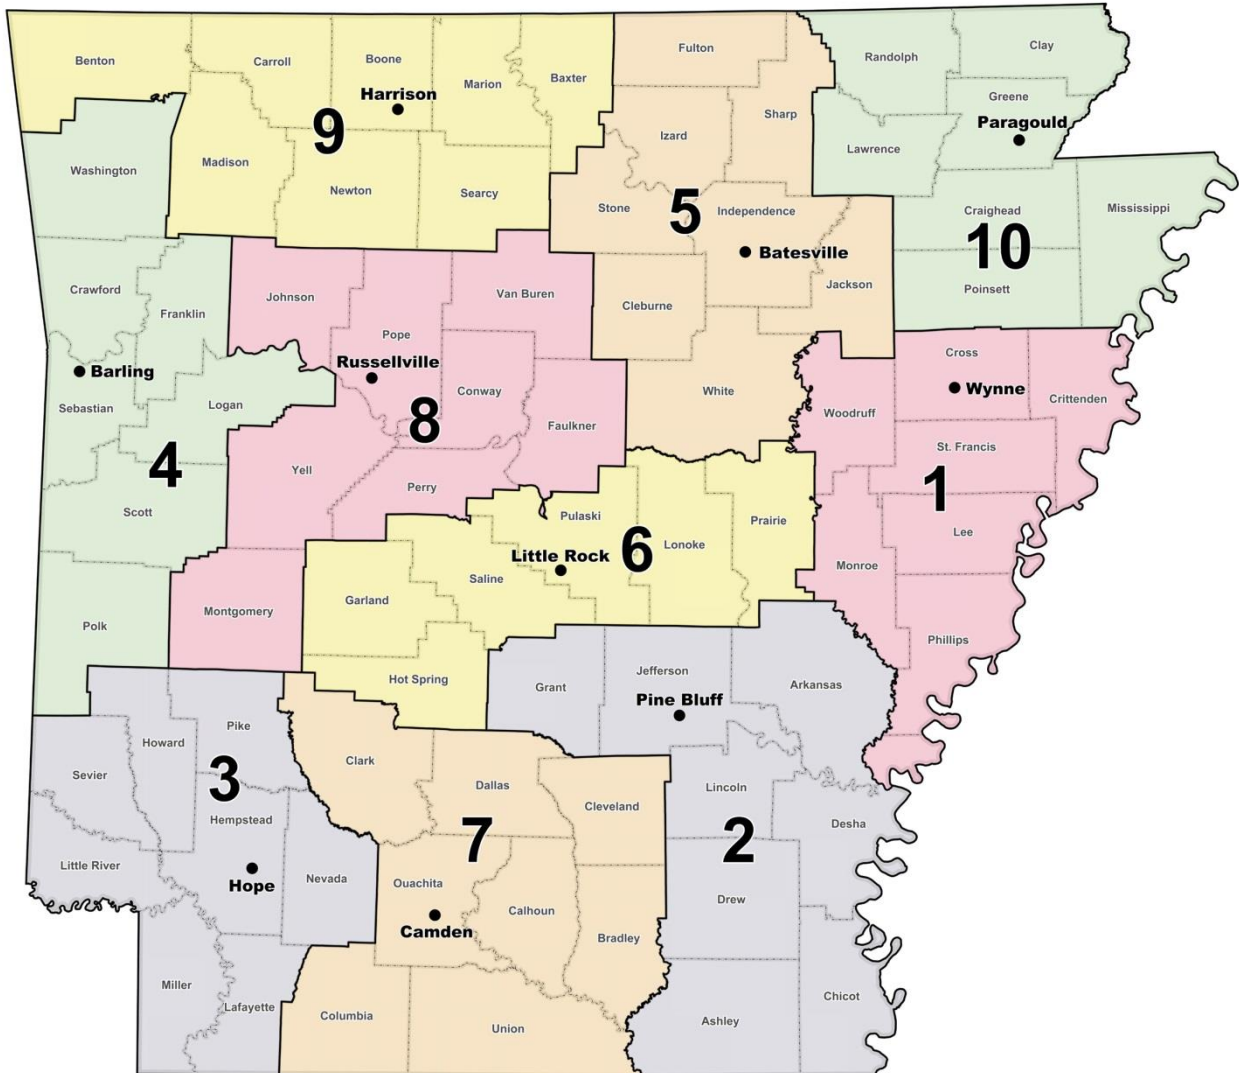 Benton
Carroll
Boone
Marion
Baxter
Harrison
9
Madison
Newton
Searcy
Fulton
Sharp
Izard
Stone
5
Independence
Batesville
Cleburne
Jackson
White
Randolph
Clay
Greene
Paragould
Lawrence
Craighead
10
Mississippi
Poinsett
Washington
Crawford
Franklin
Barling
Sebastian
Logan
4
Scott
Polk
Johnson
Van Buren
Pope
Russellville
Conway
8
Faulkner
Yell
Perry
Montgomery
Cross
Wynne
Woodruff
Crittenden
St. Francis
1
Lee
Monroe
Phillips
Pulaski
Prairie
Little Rock
6
Lonoke
Saline
Garland
Hot Spring
Grant
Jefferson
Pine Bluff
Arkansas
Lincoln
2
Desha
Drew
Chicot
Ashley
Pike
Howard
Sevier
3
Hempstead
Little River
Hope
Nevada
Miller
Lafayette
Clark
Dallas
Cleveland
7
Ouachita
Calhoun
Camden
Bradley
Columbia
Union